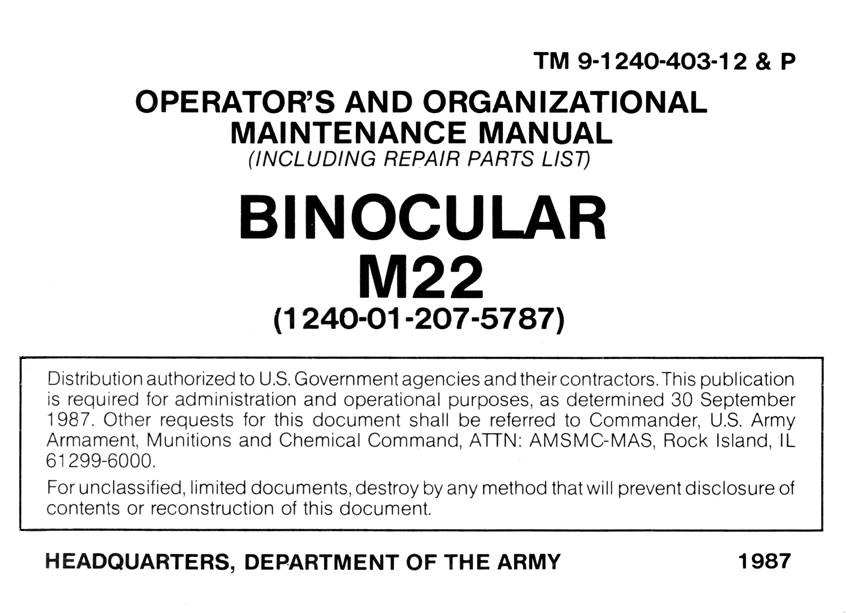 TM 9-1240-403-12 & P
OPERATOR'S AND ORGANIZATIONAL
MAINTENANCE MANUAL
(INCLUDING REPAIR PARTS LIST)
BINOCULAR
M22
(1240-01-207-5787)
Distribution authorized to U.S. Government agencies and their contractors. This publication
is required for administration and operational purposes, as determined 30 September
1987. Other requests for this document shall be referred to Commander, U.S. Army
Armament, Munitions and Chemical Command, ATTN: AMSMC-MAS, Rock Island, IL
61299-6000.
For unclassified, limited documents, destroy by any method that will prevent disclosure of
contents or reconstruction of this document.
HEADQUARTERS, DEPARTMENT OF THE ARMY 1987